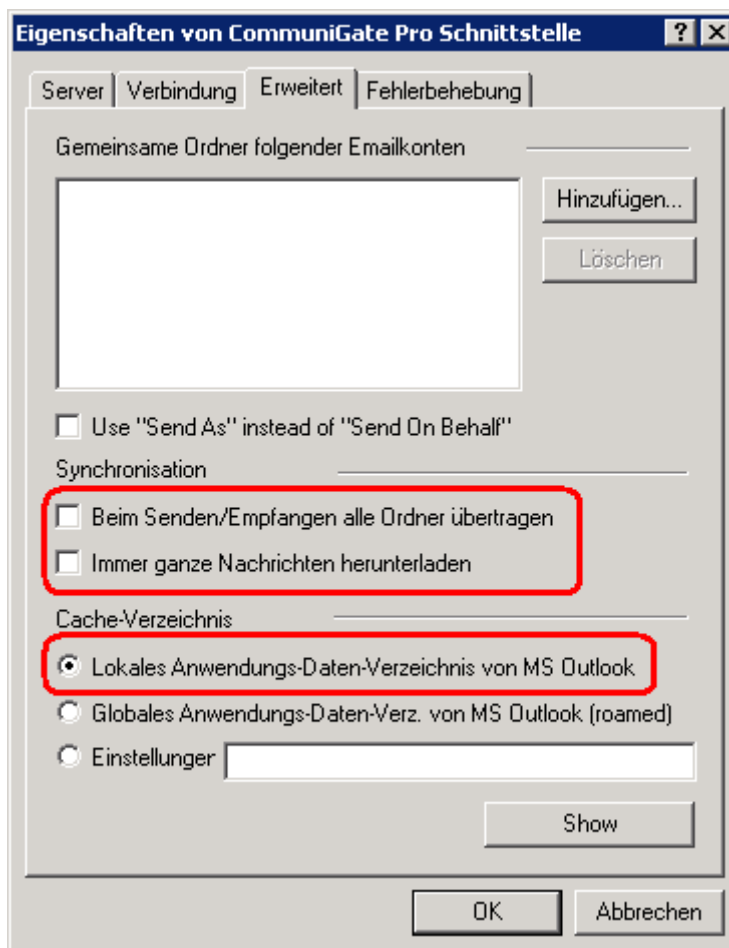 Eigenschaften von CommuniGate Pro Schnittstelle
Server Verbindung Erweitert Fehlerbehebung
Gemeinsame Ordner folgender Emailkonten
Hinzufügen...
Löschen
Use "Send As" instead of "Send On Behalf"
Synchronisation
Beim Senden/Empfangen alle Ordner übertragen
Immer ganze Nachrichten herunterladen
Cache-Verzeichnis
Lokales Anwendungs-Daten-Verzeichnis von MS Outlook
Globales Anwendungs-Daten-Verz. von MS Outlook (roamed)
Einstellunger
Show
OK Abbrechen